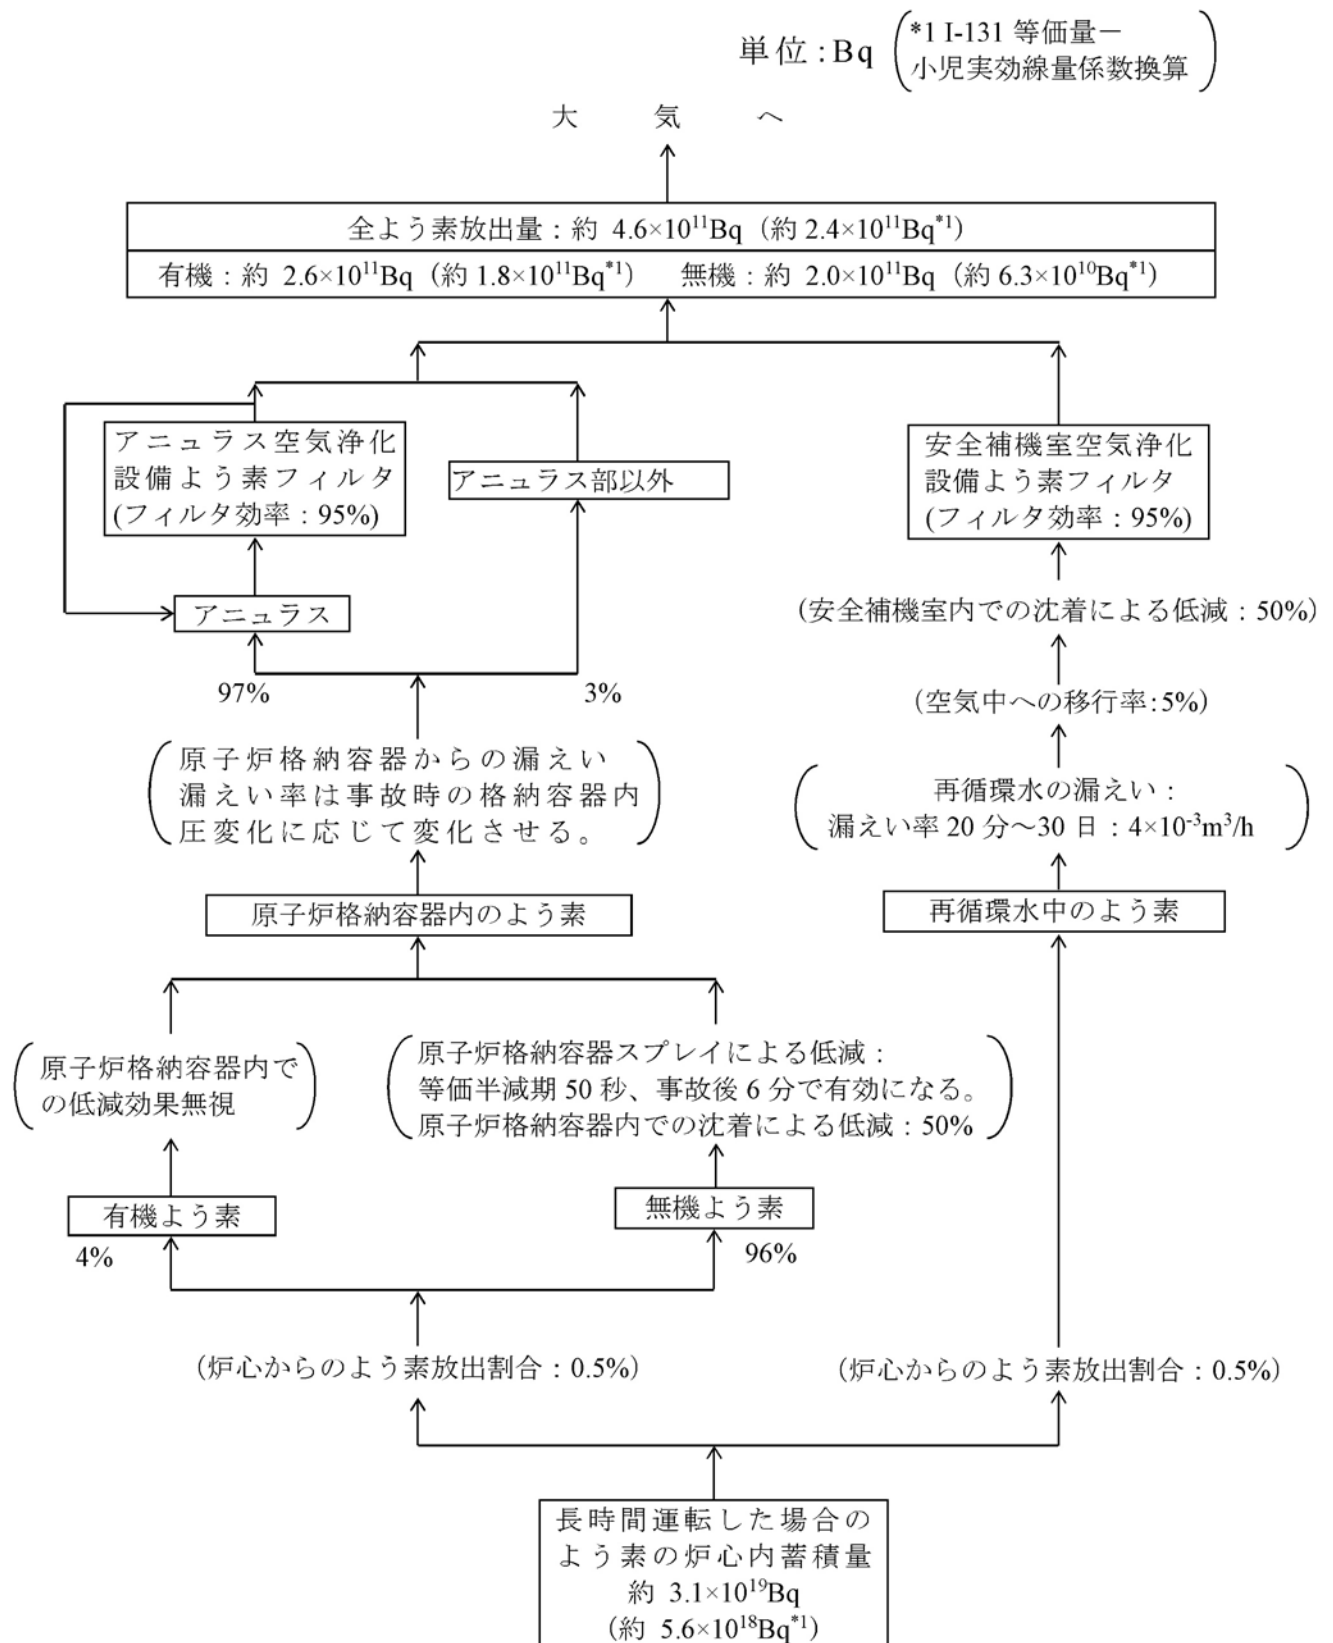 単位：Bq
*1 I-131 等価量－
小児実効線量係数換算
大　気　へ
全よう素放出量：約 4.6×10¹¹Bq（約 2.4×10¹¹Bq*¹）
有機：約 2.6×10¹¹Bq（約 1.8×10¹¹Bq*¹）　無機：約 2.0×10¹¹Bq（約 6.3×10¹⁰Bq*¹）
アニュラス空気浄化
設備よう素フィルタ
(フィルタ効率：95%)
アニュラス部以外
安全補機室空気浄化
設備よう素フィルタ
(フィルタ効率：95%)
アニュラス
(安全補機室内での沈着による低減：50%)
97%
3%
(空気中への移行率:5%)
原子炉格納容器からの漏えい
漏えい率は事故時の格納容器内
圧変化に応じて変化させる。
再循環水の漏えい：
漏えい率 20 分～30 日：4×10⁻³m³/h
原子炉格納容器内のよう素
再循環水中のよう素
原子炉格納容器内で
の低減効果無視
原子炉格納容器スプレイによる低減：
等価半減期 50 秒、事故後 6 分で有効になる。
原子炉格納容器内での沈着による低減：50%
有機よう素
無機よう素
4%
96%
(炉心からのよう素放出割合：0.5%)
(炉心からのよう素放出割合：0.5%)
長時間運転した場合の
よう素の炉心内蓄積量
約 3.1×10¹⁹Bq
（約 5.6×10¹⁸Bq*¹）